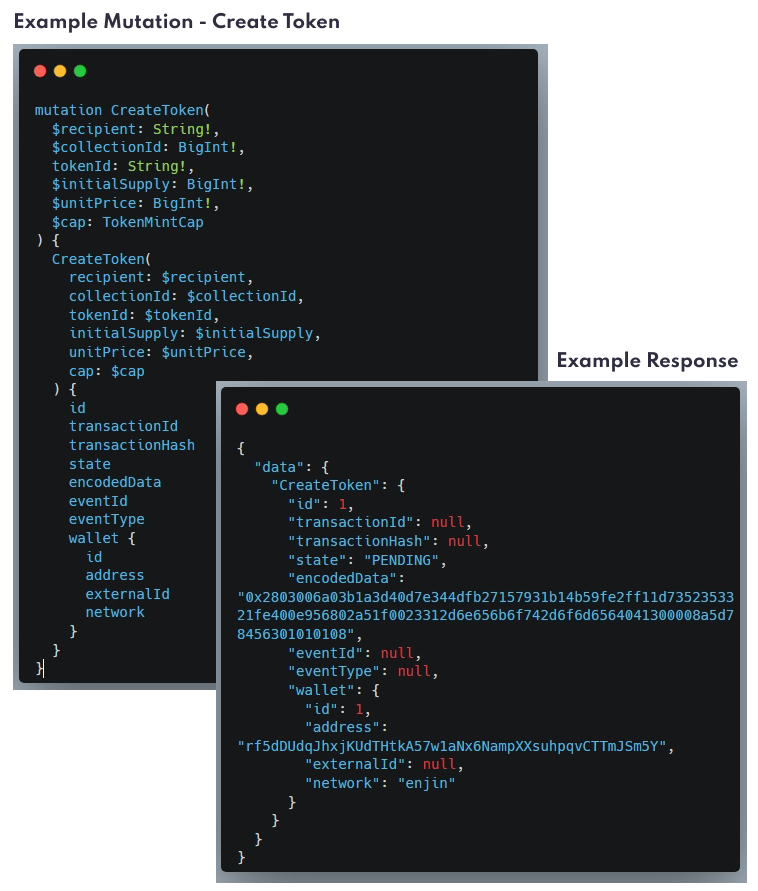 Example Mutation - Create Token
mutation CreateToken(
$recipient: String!,
$collectionId: BigInt!,
tokenId: String!,
$initialSupply: BigInt!,
$unitPrice: BigInt!,
$cap: TokenMintCap
) {
CreateToken(
recipient: $recipient,
collectionId: $collectionId,
tokenId: $tokenId,
initialSupply: $initialSupply,
unitPrice: $unitPrice,
cap: $cap
) {
id
transactionId
transactionHash
state
encodedData
eventId
eventType
wallet {
id
address
externalId
network
}
}
}
Example Response
{
"data": {
"CreateToken": {
"id": 1,
"transactionId": null,
"transactionHash": null,
"state": "PENDING",
"encodedData":
"0x2803006a03b1a3d40d7e344dfb27157931b14b59fe2ff11d73523533
21fe400e956802a51f0023312d6e656b6f742d6f6d6564041300008a5d7
8456301010108",
"eventId": null,
"eventType": null,
"wallet": {
"id": 1,
"address":
"rf5dDUdqJhxjKUdTHtkA57w1aNx6NampXXsuhpqvCTTmJSm5Y",
"externalId": null,
"network": "enjin"
}
}
}
}